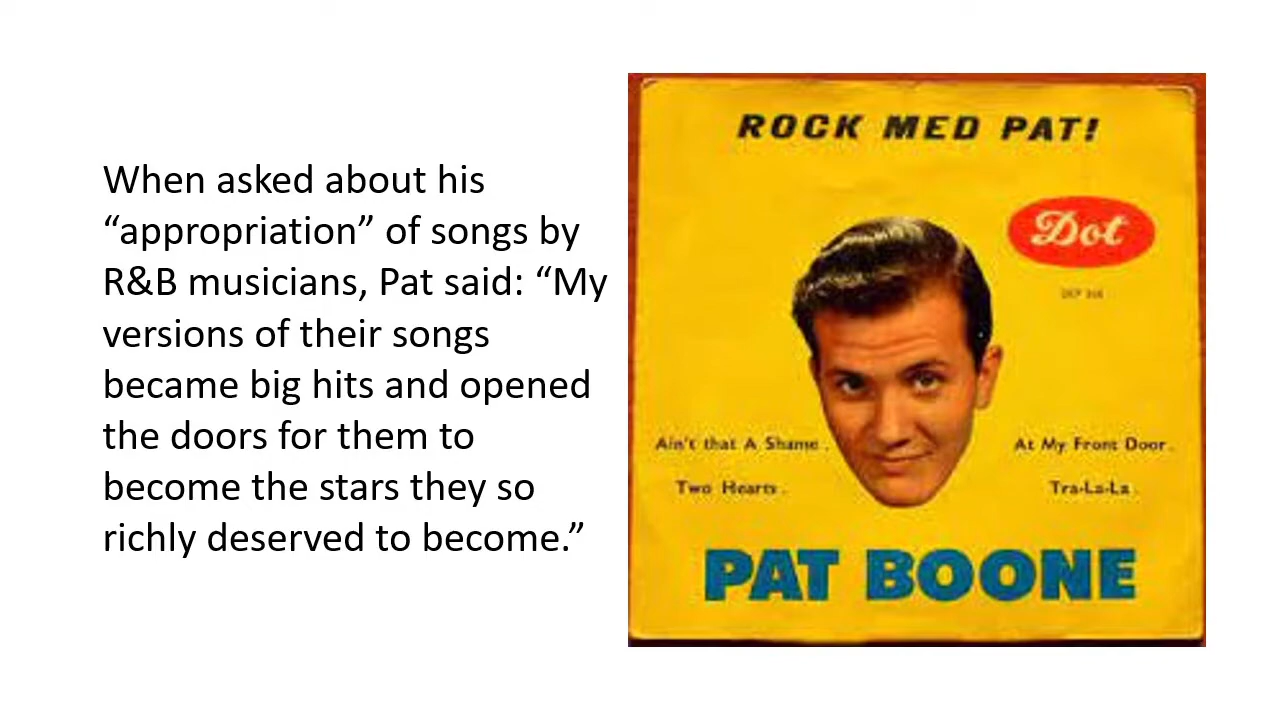 When asked about his
“appropriation” of songs by
R&B musicians, Pat said: “My
versions of their songs
became big hits and opened
the doors for them to
become the stars they so
richly deserved to become.”
ROCK MED PAT!
Dot
Ain't that A Shame.
At My Front Door.
Two Hearts.
Tra-La-La.
PAT BOONE